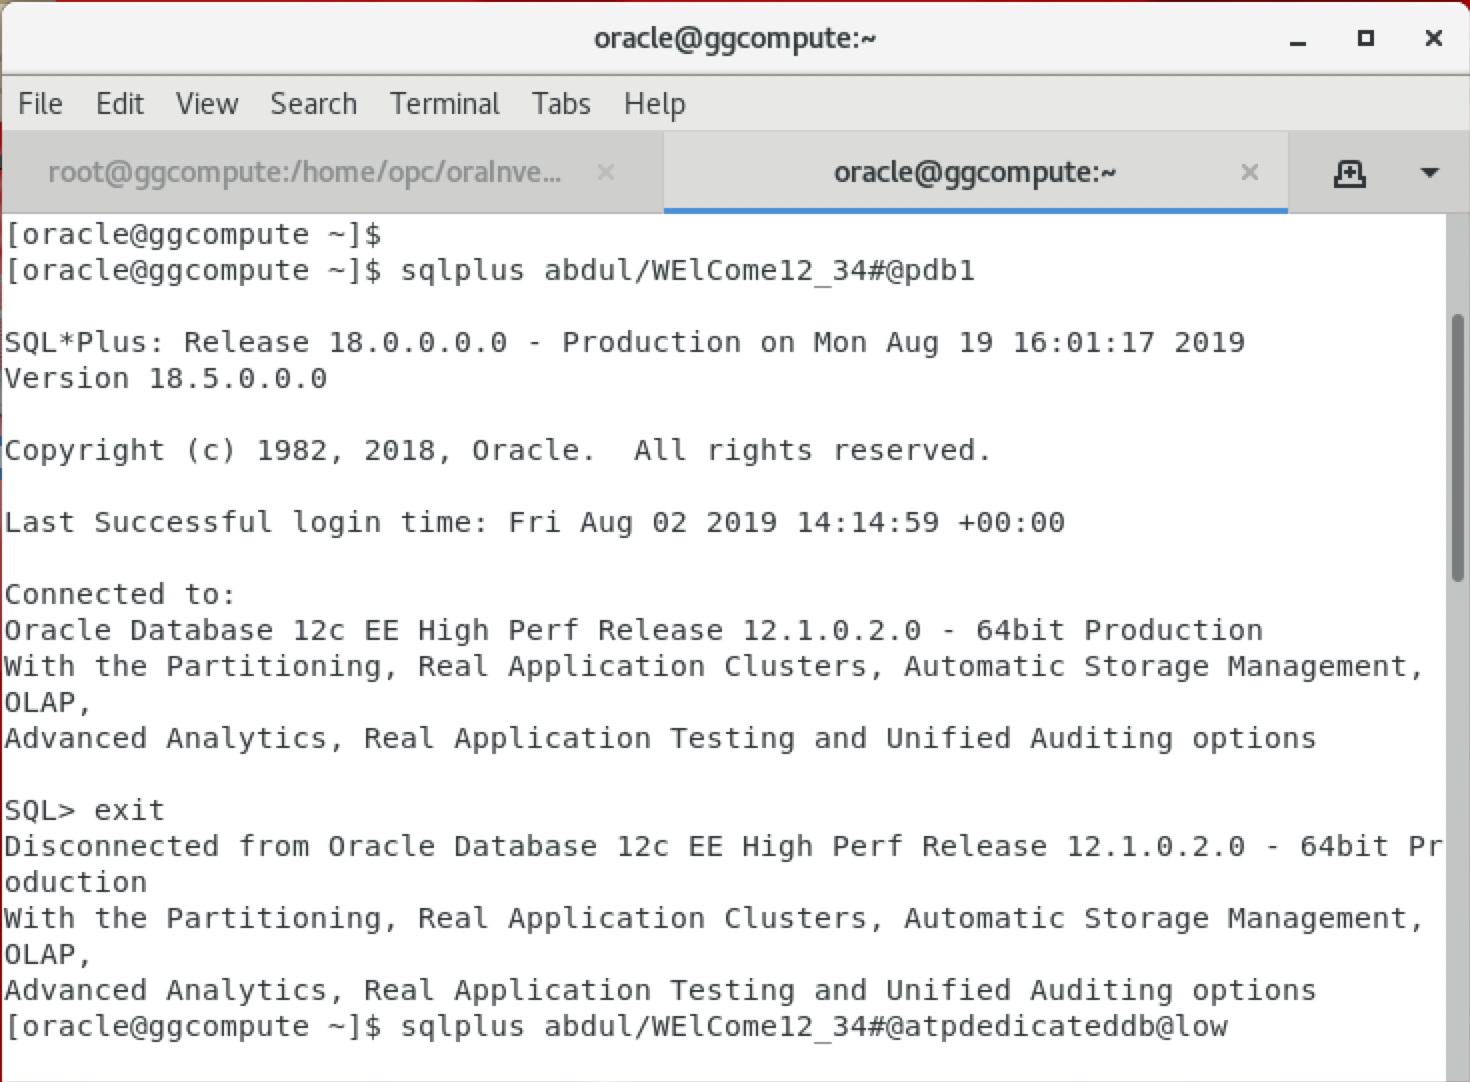 oracle@ggcompute:~
File Edit View Search Terminal Tabs Help
root@ggcompute:/home/opc/oraInve...
oracle@ggcompute:~
[oracle@ggcompute ~]$
[oracle@ggcompute ~]$ sqlplus abdul/WElCome12_34#@pdb1
SQL*Plus: Release 18.0.0.0.0 - Production on Mon Aug 19 16:01:17 2019
Version 18.5.0.0.0
Copyright (c) 1982, 2018, Oracle.  All rights reserved.
Last Successful login time: Fri Aug 02 2019 14:14:59 +00:00
Connected to:
Oracle Database 12c EE High Perf Release 12.1.0.2.0 - 64bit Production
With the Partitioning, Real Application Clusters, Automatic Storage Management,
OLAP,
Advanced Analytics, Real Application Testing and Unified Auditing options
SQL> exit
Disconnected from Oracle Database 12c EE High Perf Release 12.1.0.2.0 - 64bit Pr
oduction
With the Partitioning, Real Application Clusters, Automatic Storage Management,
OLAP,
Advanced Analytics, Real Application Testing and Unified Auditing options
[oracle@ggcompute ~]$ sqlplus abdul/WElCome12_34#@atpdedicateddb@low